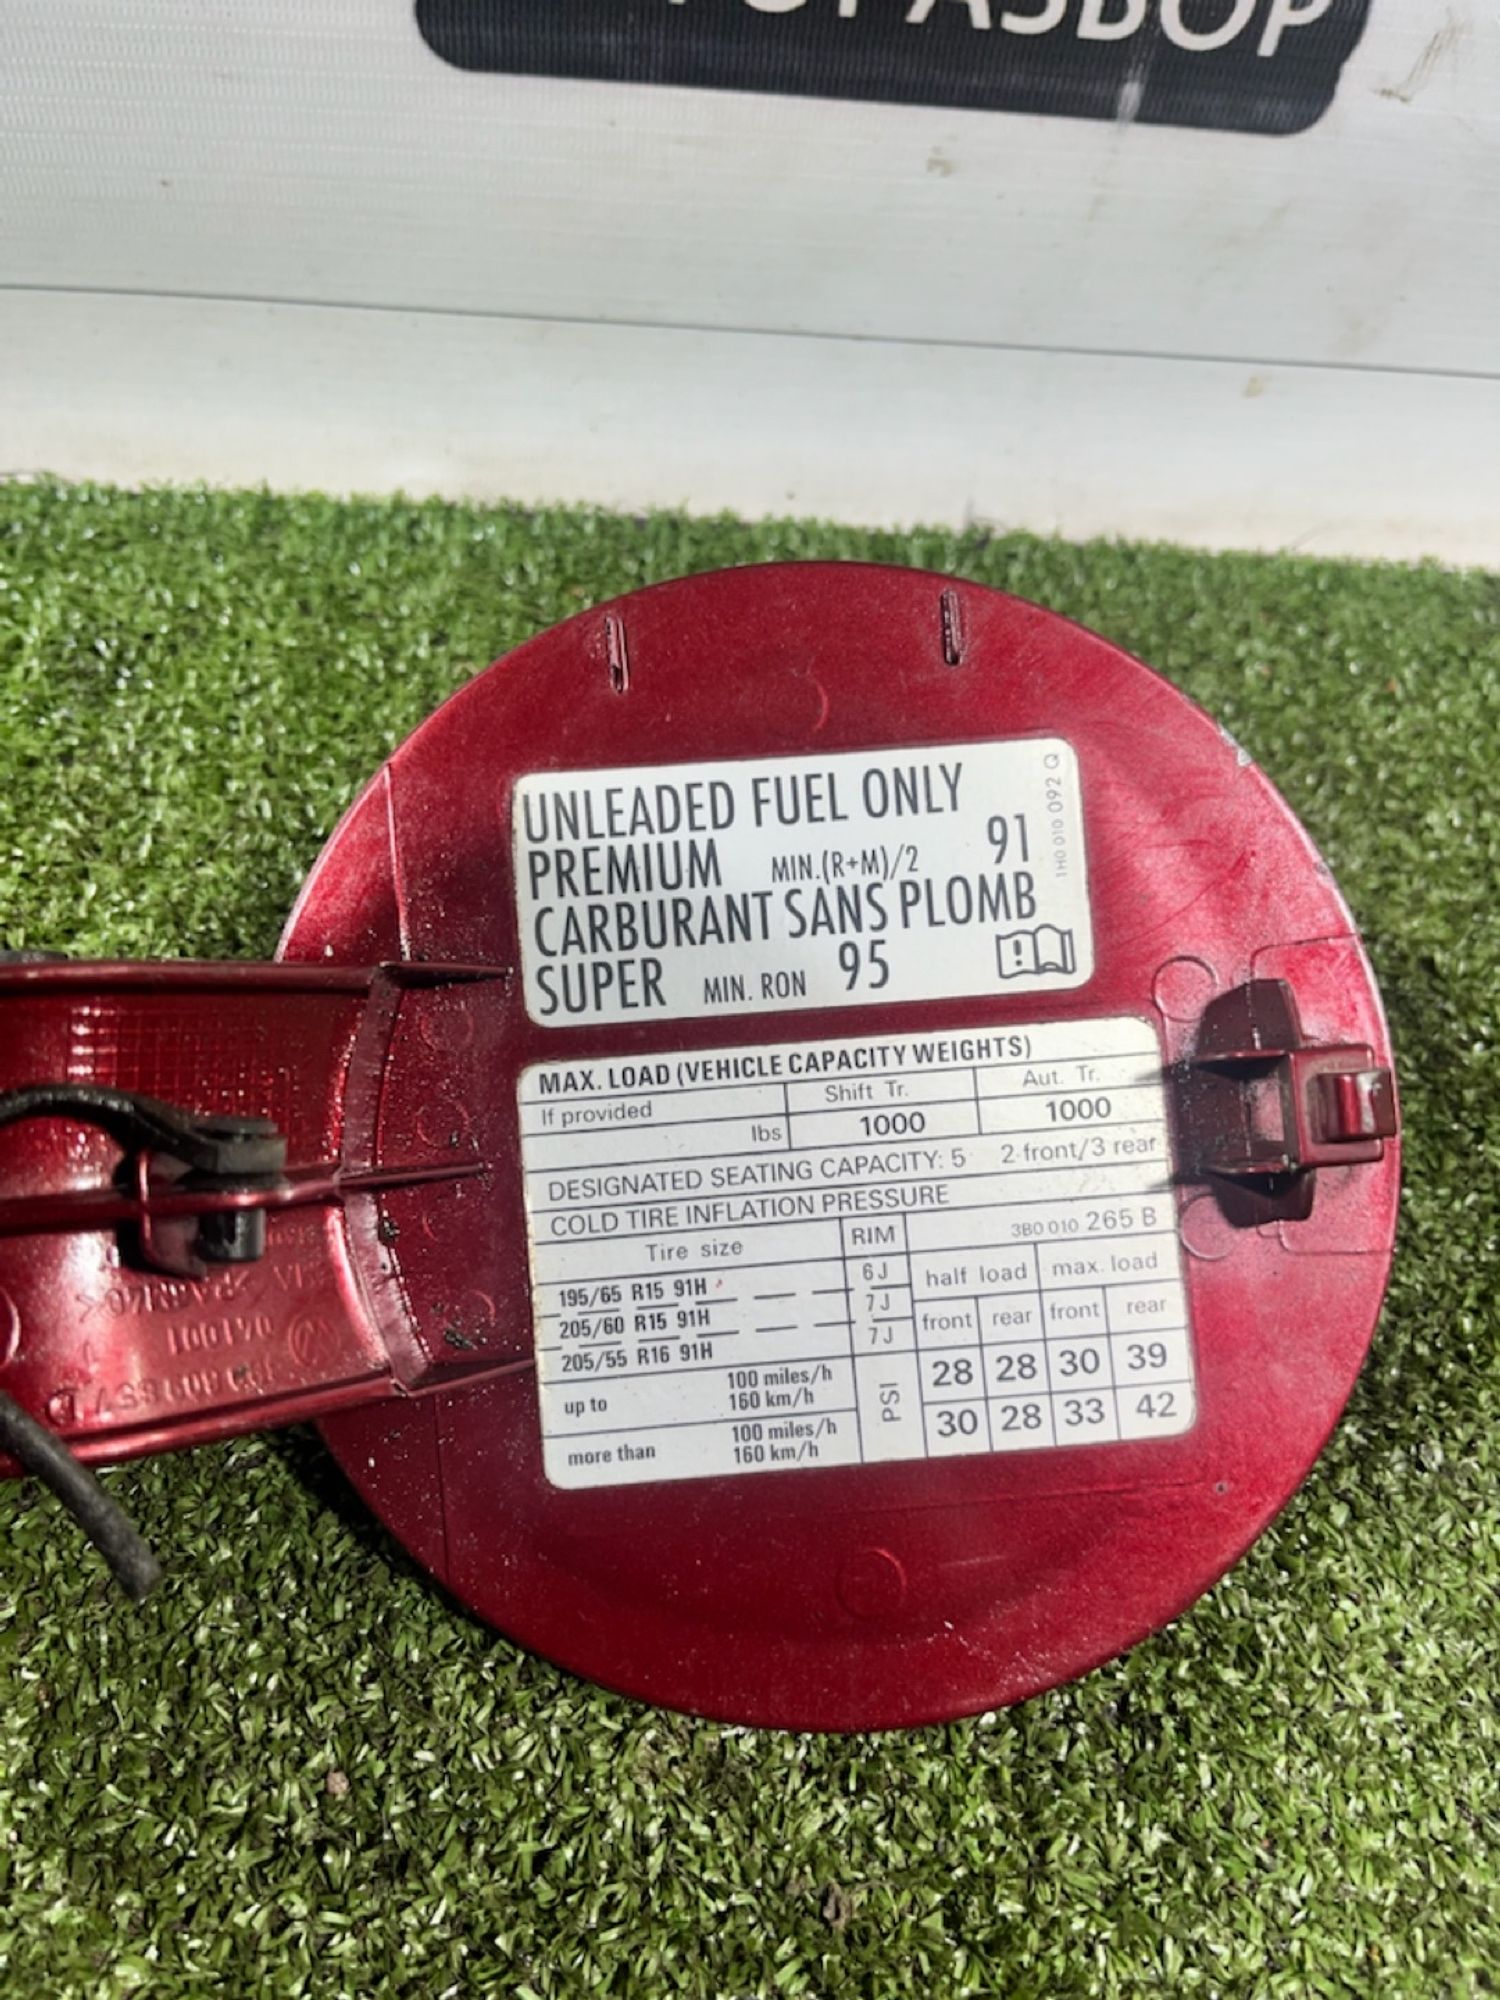 UNLEADED FUEL ONLY
PREMIUM MIN.(R+M)/2 91
CARBURANT SANS PLOMB
SUPER MIN. RON 95
1H0 010 092 Q
MAX. LOAD (VEHICLE CAPACITY WEIGHTS)
If provided Shift Tr. Aut. Tr.
lbs 1000 1000
DESIGNATED SEATING CAPACITY: 5 2 front/3 rear
COLD TIRE INFLATION PRESSURE
3B0 010 265 B
Tire size RIM
half load max. load
195/65 R15 91H 6J
205/60 R15 91H 7J
front rear front rear
205/55 R16 91H 7J
up to 100 miles/h 160 km/h PSI 28 28 30 39
more than 100 miles/h 160 km/h 30 28 33 42